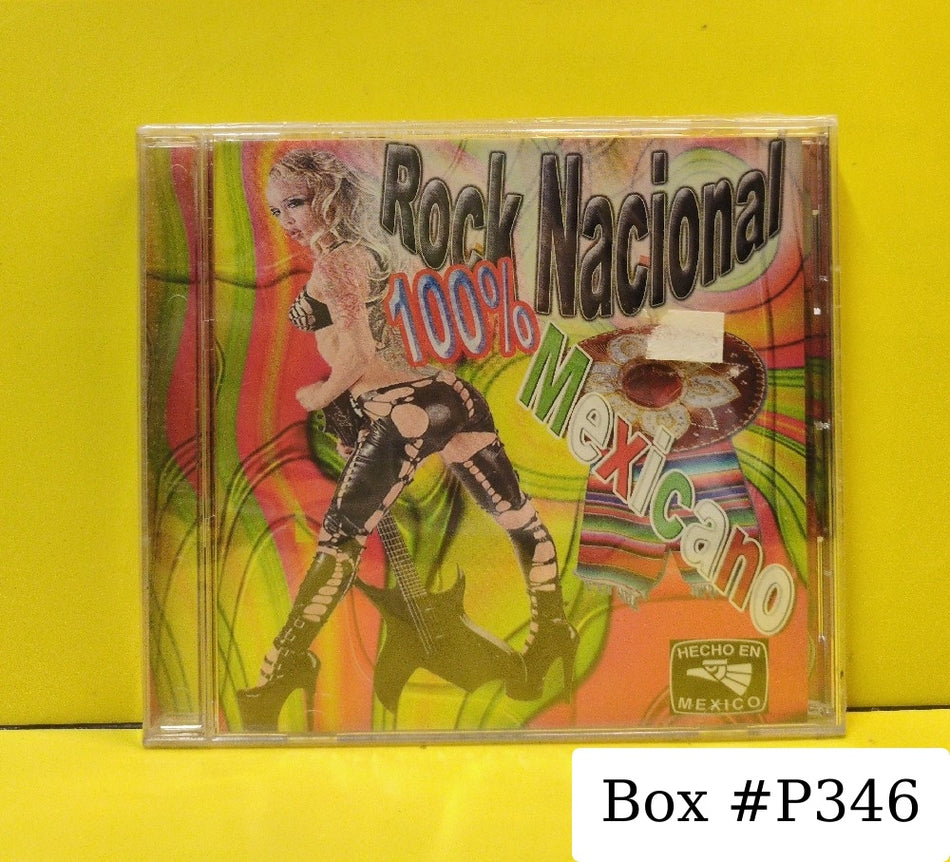 Rock Nacional
100%
Mexicano
HECHO EN
MEXICO
Box #P346